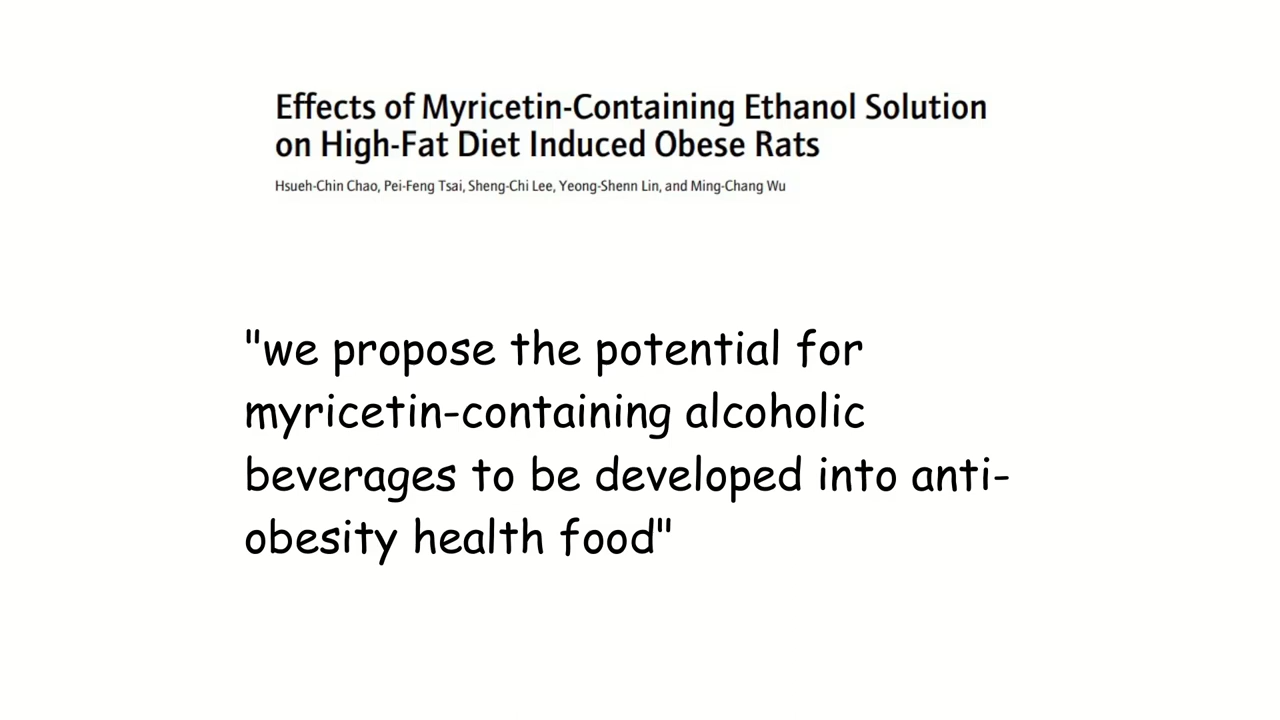 Effects of Myricetin-Containing Ethanol Solution
on High-Fat Diet Induced Obese Rats
Hsueh-Chin Chao, Pei-Feng Tsai, Sheng-Chi Lee, Yeong-Shenn Lin, and Ming-Chang Wu
"we propose the potential for
myricetin-containing alcoholic
beverages to be developed into anti-
obesity health food"